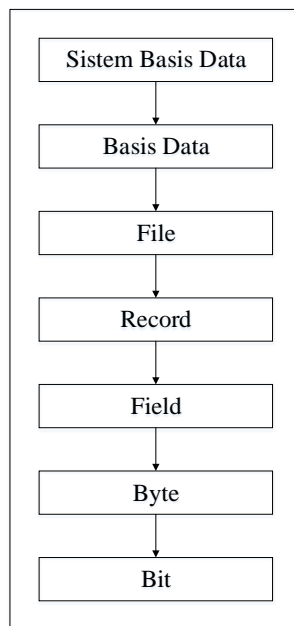 Sistem Basis Data
Basis Data
File
Record
Field
Byte
Bit